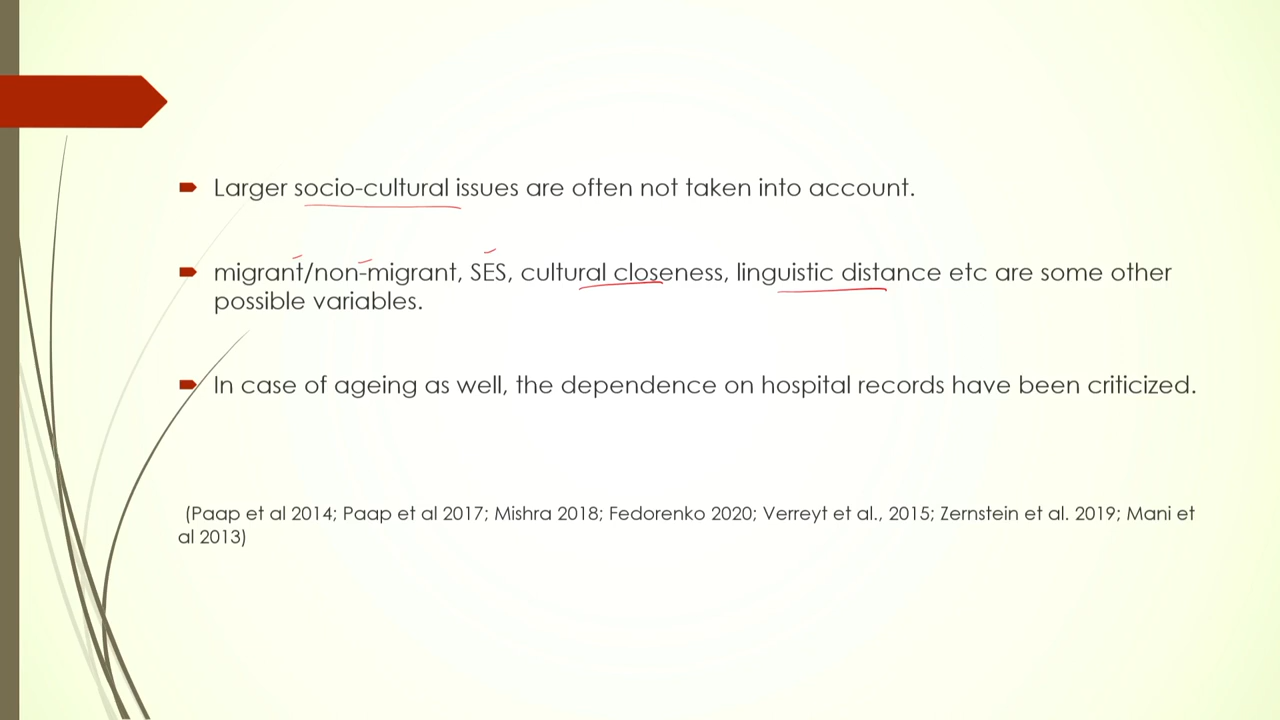 Larger socio-cultural issues are often not taken into account.
migrant/non-migrant, SES, cultural closeness, linguistic distance etc are some other
possible variables.
In case of ageing as well, the dependence on hospital records have been criticized.
(Paap et al 2014; Paap et al 2017; Mishra 2018; Fedorenko 2020; Verreyt et al., 2015; Zernstein et al. 2019; Mani et
al 2013)